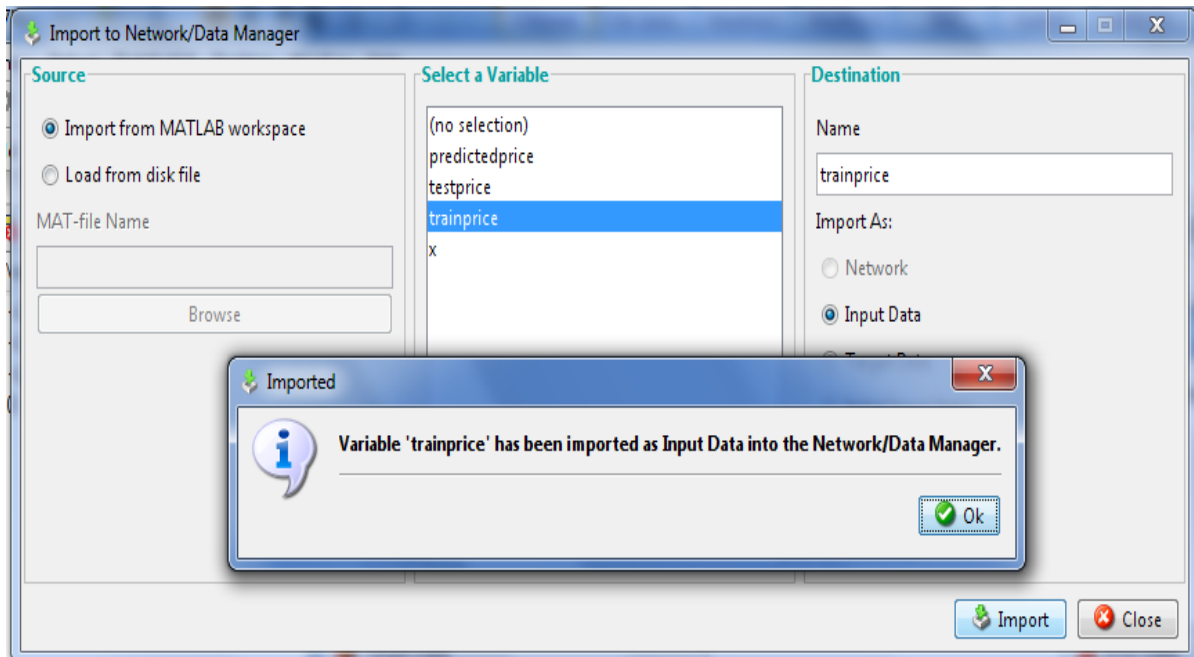 Import to Network/Data Manager
Source
Import from MATLAB workspace
Load from disk file
MAT-file Name
Browse
Select a Variable
(no selection)
predictedprice
testprice
trainprice
x
Destination
Name
trainprice
Import As:
Network
Input Data
Imported
Variable 'trainprice' has been imported as Input Data into the Network/Data Manager.
Ok
Import
Close